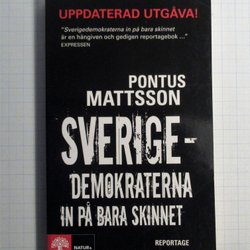 UPPDATERAD UTGÅVA!
"Sverigedemokraterna in på bara skinnet
är en hängiven och gedigen reportagebok ..."
EXPRESSEN
PONTUS
MATTSSON
SVERIGE-
DEMOKRATERNA
IN PÅ BARA SKINNET
NATUR&
REPORTAGE